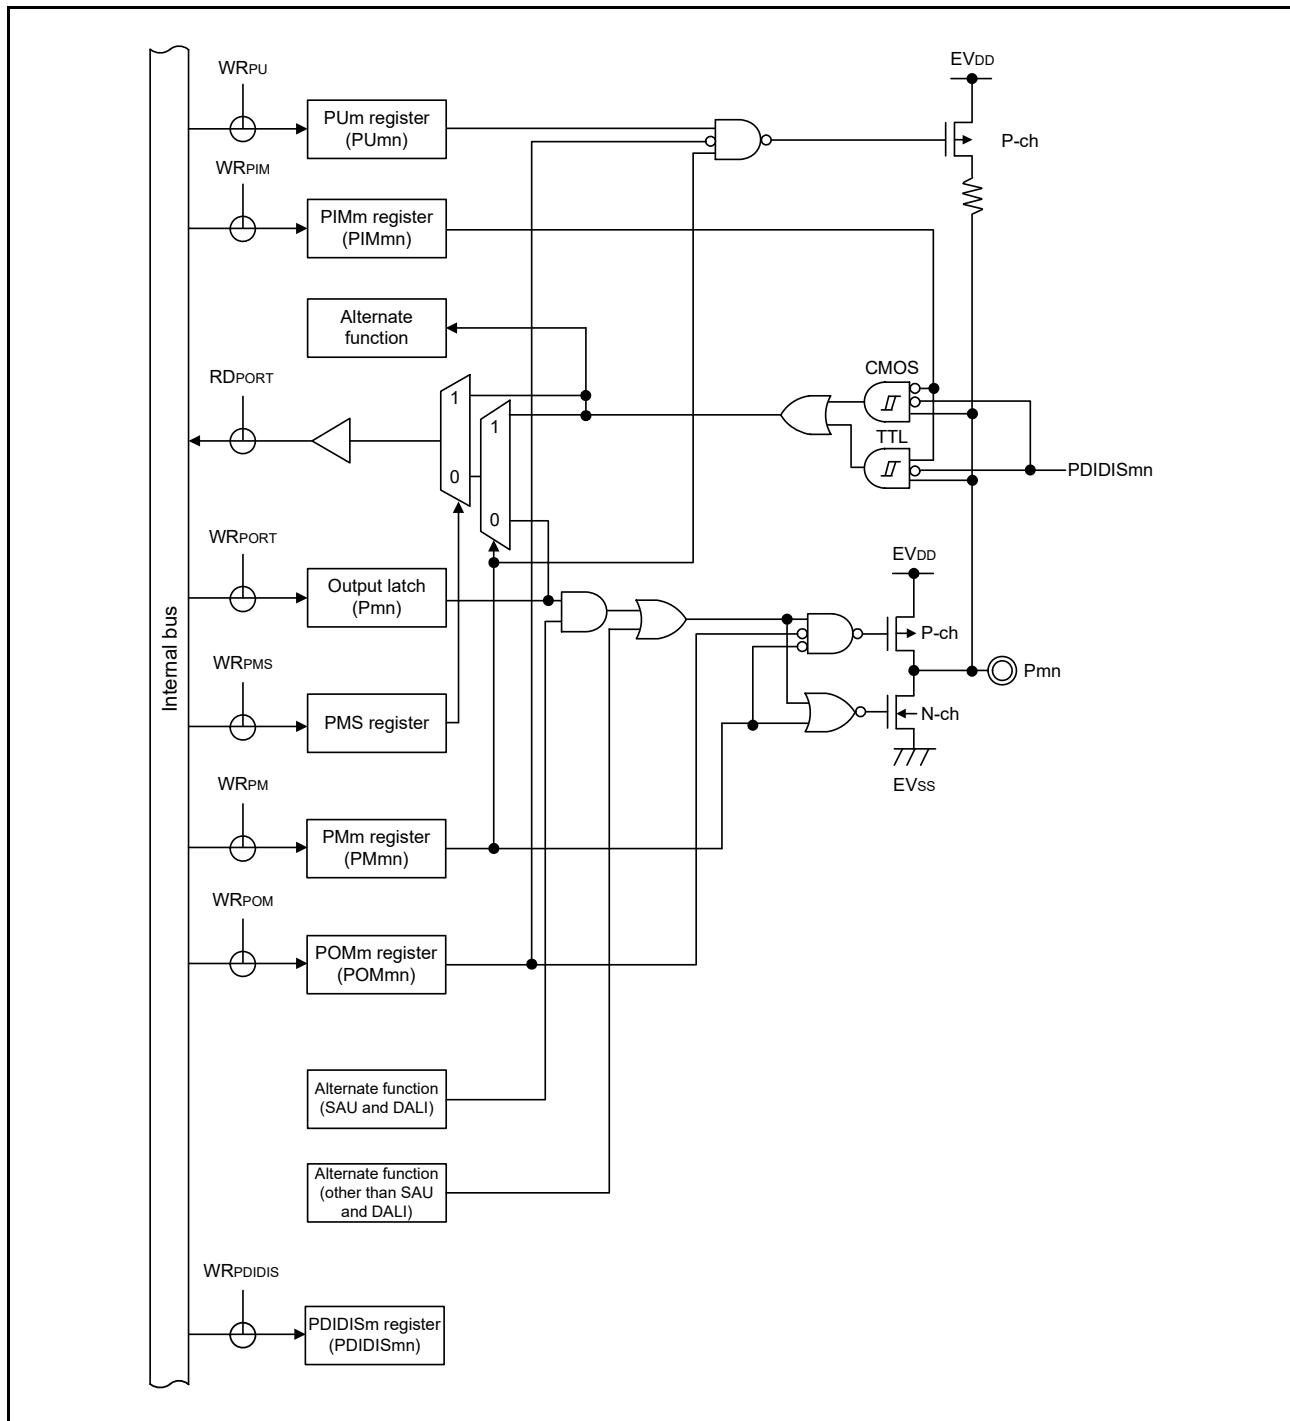 WRPU
EVDD
PUm register
(PUmn)
P-ch
WRPIM
PIMm register
(PIMmn)
Alternate
function
CMOS
RDPORT
1
1
TTL
0
PDIDISmn
0
WRPORT
EVDD
Output latch
(Pmn)
P-ch
Internal bus
WRPMS
Pmn
PMS register
N-ch
WRPM
EVSS
PMm register
(PMmn)
WRPOM
POMm register
(POMmn)
Alternate function
(SAU and DALI)
Alternate function
(other than SAU
and DALI)
WRPDIDIS
PDIDISm register
(PDIDISmn)